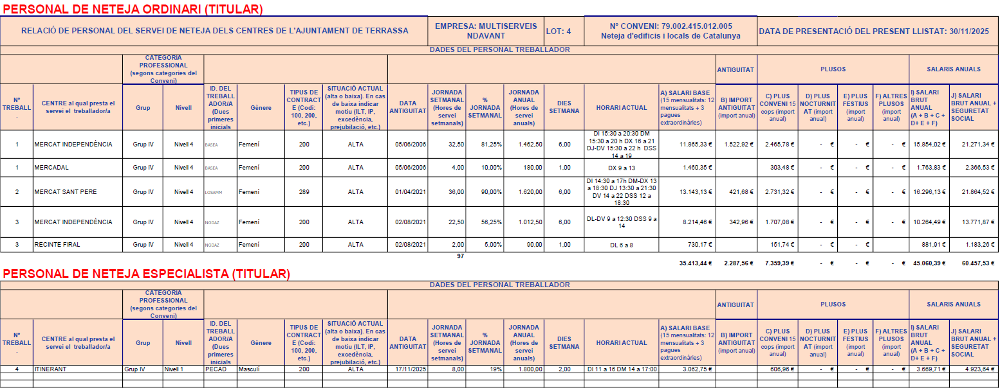 PERSONAL DE NETEJA ORDINARI (TITULAR)
RELACIÓ DE PERSONAL DEL SERVEI DE NETEJA DELS CENTRES DE L'AJUNTAMENT DE TERRASSA | EMPRESA: MULTISERVEIS NDAVANT | LOT: 4 | Nº CONVENI: 79.002.415.012.005 Neteja d'edificis i locals de Catalunya | DATA DE PRESENTACIÓ DEL PRESENT LLISTAT: 30/11/2025
DADES DEL PERSONAL TREBALLADOR
CATEGORIA PROFESSIONAL (segons categories del Conveni) | ANTIGUITAT | PLUSOS | SALARIS ANUALS
Nº TREBALL. | CENTRE al qual presta el servei el treballador/a | Grup | Nivell | ID. DEL TREBALLADOR/A (Dues primeres inicials | Gènere | TIPUS DE CONTRACTE (Codi: 100, 200, etc.) | SITUACIÓ ACTUAL (alta o baixa). En cas de baixa indicar motiu (ILT, IP, excedència, prejubilació, etc.) | DATA ANTIGUITAT | JORNADA SETMANAL (Hores de servei setmanals) | % JORNADA SETMANAL | JORNADA ANUAL (Hores de servei anuals) | DIES SETMANA | HORARI ACTUAL | A) SALARI BASE (15 mensualitats: 12 mensualitats + 3 pagues extraordinàries) | B) IMPORT ANTIGUITAT (import anual) | C) PLUS CONVENI 15 cops (import anual) | D) PLUS NOCTURNITAT (import anual) | E) PLUS FESTIUS (import anual) | F) ALTRES PLUSOS (import anual) | I) SALARI BRUT ANUAL (A + B + C + D+ E + F) | J) SALARI BRUT ANUAL + SEGURETAT SOCIAL
1 | MERCAT INDEPENDÈNCIA | Grup IV | Nivell 4 | BASEA | Femení | 200 | ALTA | 05/06/2006 | 32,50 | 81,25% | 1.462,50 | 6,00 | DI 15:30 a 20:30 DM 15:30 a 20 h DX 16 a 21 DJ-DV 15:30 a 22 h DSS 14 a 19 | 11.865,33 € | 1.522,92 € | 2.465,78 € | - € | - € | - € | 15.854,02 € | 21.271,34 €
1 | MERCADAL | Grup IV | Nivell 4 | BASEA | Femení | 200 | ALTA | 05/06/2006 | 4,00 | 10,00% | 180,00 | 1,00 | DX 9 a 13 | 1.460,35 € | 303,48 € | - € | - € | - € | 1.763,83 € | 2.366,53 €
2 | MERCAT SANT PERE | Grup IV | Nivell 4 | LOSAMM | Femení | 289 | ALTA | 01/04/2021 | 36,00 | 90,00% | 1.620,00 | 6,00 | DI 14:30 a 17h DM-DX 13 a 18:30 DJ 13:30 a 21:30 DV 14 a 22 DSS 12 a 18:30 | 13.143,13 € | 421,68 € | 2.731,32 € | - € | - € | - € | 16.296,13 € | 21.864,52 €
3 | MERCAT INDEPENDÈNCIA | Grup IV | Nivell 4 | NGDAZ | Femení | 200 | ALTA | 02/08/2021 | 22,50 | 56,25% | 1.012,50 | 6,00 | DL-DV 9 a 12:30 DSS 9 a 14 | 8.214,46 € | 342,96 € | 1.707,08 € | - € | - € | - € | 10.264,49 € | 13.771,87 €
3 | RECINTE FIRAL | Grup IV | Nivell 4 | NGDAZ | Femení | 200 | ALTA | 02/08/2021 | 2,00 | 5,00% | 90,00 | 1,00 | DL 6 a 8 | 730,17 € | 151,74 € | - € | - € | - € | 881,91 € | 1.183,26 €
97
35.413,44 € | 2.287,56 € | 7.359,39 € | - € | - € | - € | 45.060,39 € | 60.457,53 €
PERSONAL DE NETEJA ESPECIALISTA (TITULAR)
DADES DEL PERSONAL TREBALLADOR
CATEGORIA PROFESSIONAL (segons categories del Conveni) | ANTIGUITAT | PLUSOS | SALARIS ANUALS
Nº TREBALL. | CENTRE al qual presta el servei el treballador/a | Grup | Nivell | ID. DEL TREBALLADOR/A (Dues primeres inicials | Gènere | TIPUS DE CONTRACTE (Codi: 100, 200, etc.) | SITUACIÓ ACTUAL (alta o baixa). En cas de baixa indicar motiu (ILT, IP, excedència, prejubilació, etc.) | DATA ANTIGUITAT | JORNADA SETMANAL (Hores de servei setmanals) | % JORNADA SETMANAL | JORNADA ANUAL (Hores de servei anuals) | DIES SETMANA | HORARI ACTUAL | A) SALARI BASE (15 mensualitats: 12 mensualitats + 3 pagues extraordinàries) | B) IMPORT ANTIGUITAT (import anual) | C) PLUS CONVENI 15 cops (import anual) | D) PLUS NOCTURNITAT (import anual) | E) PLUS FESTIUS (import anual) | F) ALTRES PLUSOS (import anual) | I) SALARI BRUT ANUAL (A + B + C + D+ E + F) | J) SALARI BRUT ANUAL + SEGURETAT SOCIAL
4 | ITINERANT | Grup IV | Nivell 1 | PECAD | Masculí | 200 | ALTA | 17/11/2025 | 8,00 | 19% | 1.800,00 | 2,00 | DI 11 a 16 DM 14 a 17:00 | 3.062,75 € | 606,96 € | - € | - € | - € | 3.669,71 € | 4.923,64 €